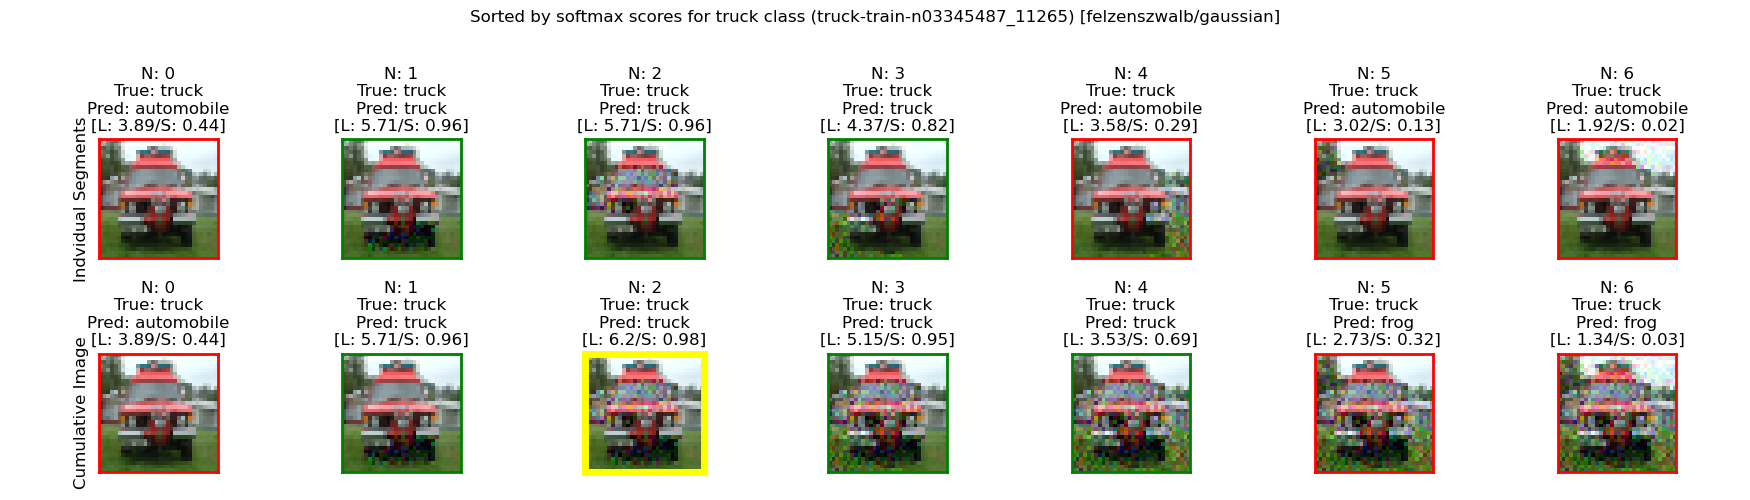 Sorted by softmax scores for truck class (truck-train-n03345487_11265) [felzenszwalb/gaussian]
Indvidual Segments
N: 0
True: truck
Pred: automobile
[L: 3.89/S: 0.44]
N: 1
True: truck
Pred: truck
[L: 5.71/S: 0.96]
N: 2
True: truck
Pred: truck
[L: 5.71/S: 0.96]
N: 3
True: truck
Pred: truck
[L: 4.37/S: 0.82]
N: 4
True: truck
Pred: automobile
[L: 3.58/S: 0.29]
N: 5
True: truck
Pred: automobile
[L: 3.02/S: 0.13]
N: 6
True: truck
Pred: automobile
[L: 1.92/S: 0.02]
Cumulative Image
N: 0
True: truck
Pred: automobile
[L: 3.89/S: 0.44]
N: 1
True: truck
Pred: truck
[L: 5.71/S: 0.96]
N: 2
True: truck
Pred: truck
[L: 6.2/S: 0.98]
N: 3
True: truck
Pred: truck
[L: 5.15/S: 0.95]
N: 4
True: truck
Pred: truck
[L: 3.53/S: 0.69]
N: 5
True: truck
Pred: frog
[L: 2.73/S: 0.32]
N: 6
True: truck
Pred: frog
[L: 1.34/S: 0.03]